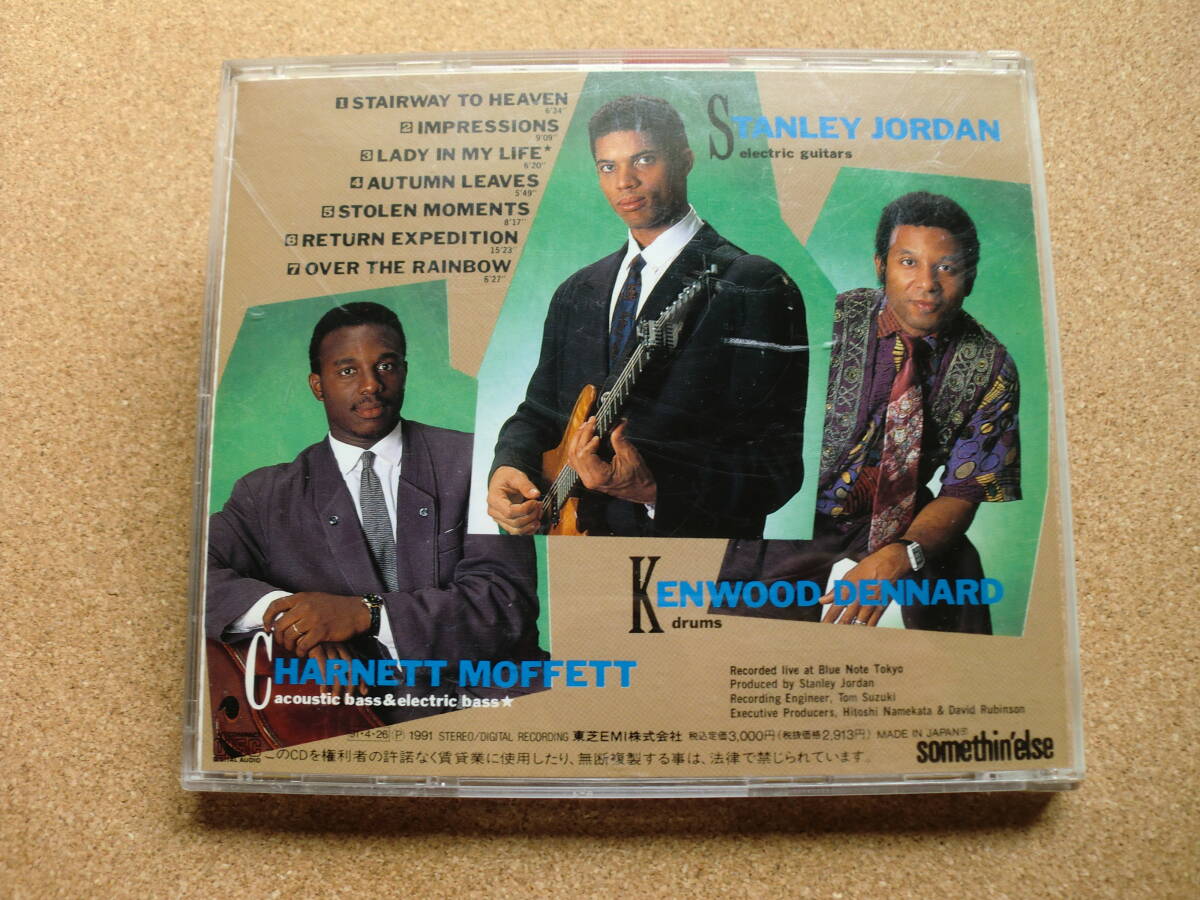 1 STAIRWAY TO HEAVEN
6'24"
2 IMPRESSIONS
9'09"
3 LADY IN MY LIFE*
6'20"
4 AUTUMN LEAVES
5'49"
5 STOLEN MOMENTS
8'17"
6 RETURN EXPEDITION
15'23"
7 OVER THE RAINBOW
6'27"
STANLEY JORDAN
electric guitars
KENWOOD DENNARD
drums
CHARNETT MOFFETT
acoustic bass&electric bass★
Recorded live at Blue Note Tokyo
Produced by Stanley Jordan
Recording Engineer, Tom Suzuki
Executive Producers, Hitoshi Namekata & David Rubinson
91・4・26 Ⓟ 1991 STEREO/DIGITAL RECORDING 東芝EMI株式会社 税込定価3,000円(税抜価格2,913円) MADE IN JAPAN
このCDを権利者の許諾なく賃貸業に使用したり、無断複製する事は、法律で禁じられています。
somethin'else